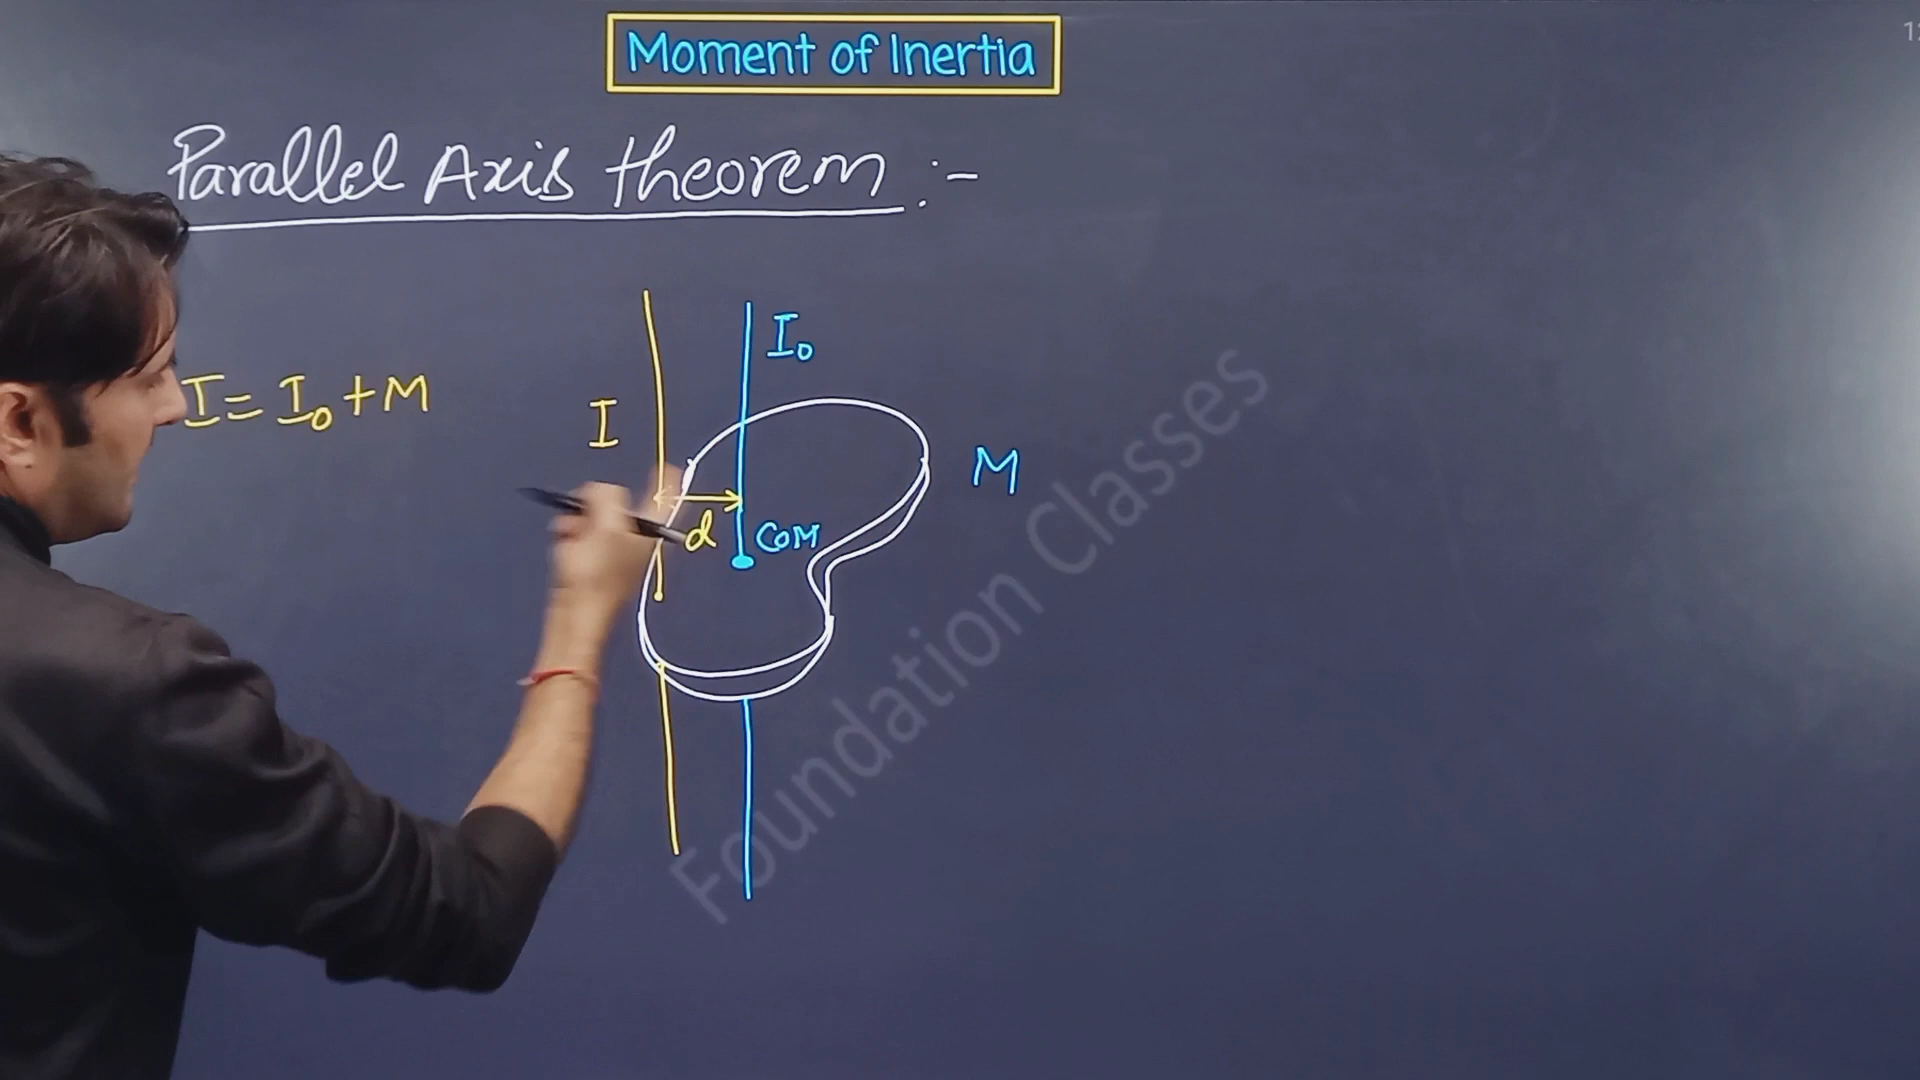 Moment of Inertia
Parallel Axis theorem :-
I₀
I = I₀ + M
I
M
d
COM
Foundation Classes